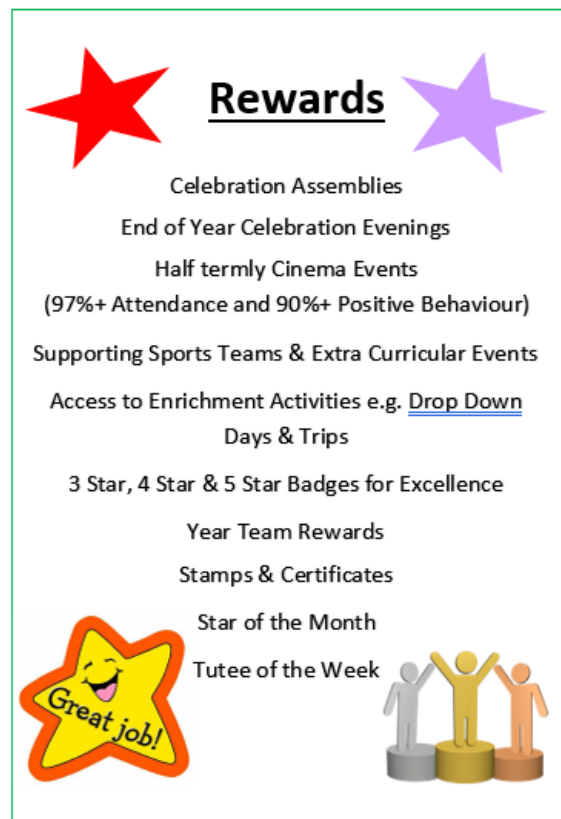 Rewards
Celebration Assemblies
End of Year Celebration Evenings
Half termly Cinema Events
(97%+ Attendance and 90%+ Positive Behaviour)
Supporting Sports Teams & Extra Curricular Events
Access to Enrichment Activities e.g. Drop Down
Days & Trips
3 Star, 4 Star & 5 Star Badges for Excellence
Year Team Rewards
Stamps & Certificates
Star of the Month
Tutee of the Week
Great job!